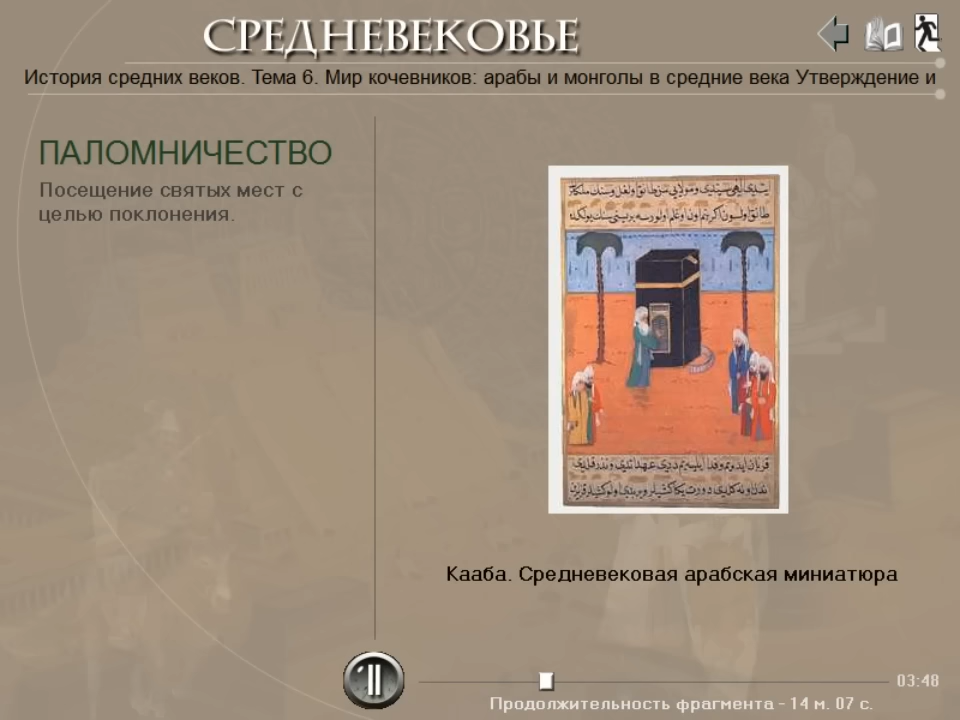 СРЕДНЕВЕКОВЬЕ
История средних веков. Тема 6. Мир кочевников: арабы и монголы в средние века Утверждение и
ПАЛОМНИЧЕСТВО
Посещение святых мест с
целью поклонения.
Кааба. Средневековая арабская миниатюра
03:48
Продолжительность фрагмента - 14 м. 07 с.